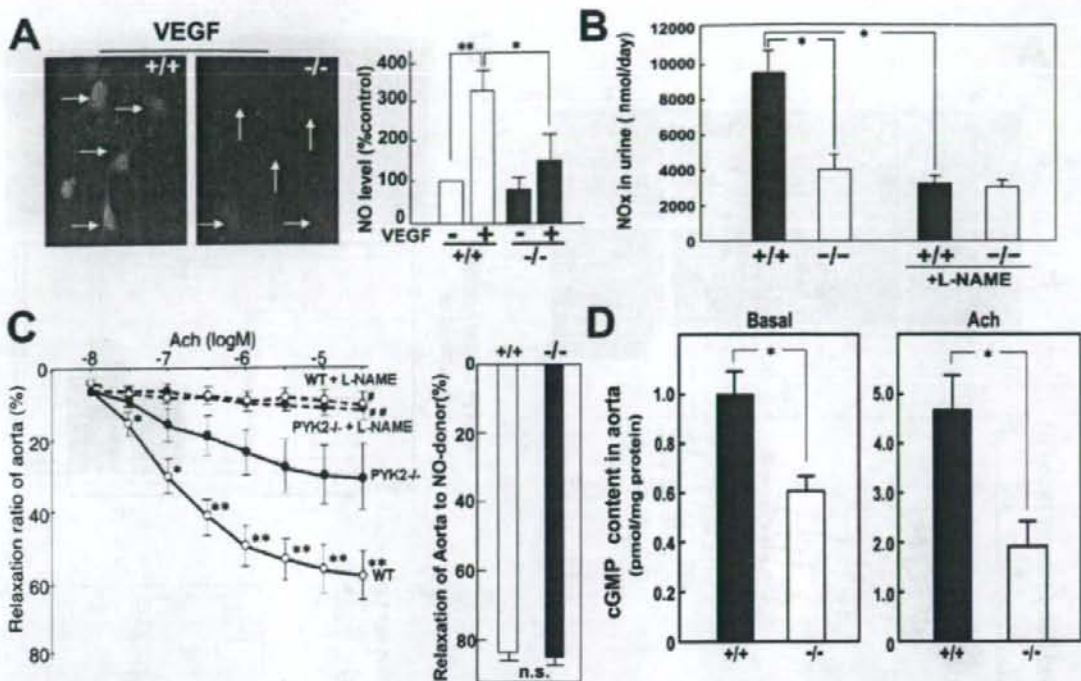 A
VEGF
+/+
-/-
NO level (%control)
400
300
200
100
0
** *
VEGF - + - +
+/+ -/-
B
NOx in urine ( nmol/day)
12000
10000
8000
6000
4000
2000
0
* *
+/+ -/- +/+ -/-
+L-NAME
C
Ach (logM)
-8 -7 -6 -5
Relaxation ratio of aorta (%)
0
20
40
60
80
WT + L-NAME
#
##
PYK2-/- + L-NAME
PYK2-/-
* ** ** ** ** **
WT
+/+ -/-
Relaxation of Aorta to NO-donor(%)
0
20
40
60
80
n.s.
D
Basal
cGMP content in aorta
(pmol/mg protein)
1.0
0.8
0.6
0.4
0.2
0
*
+/+ -/-
Ach
5.0
4.0
3.0
2.0
1.0
0
*
+/+ -/-